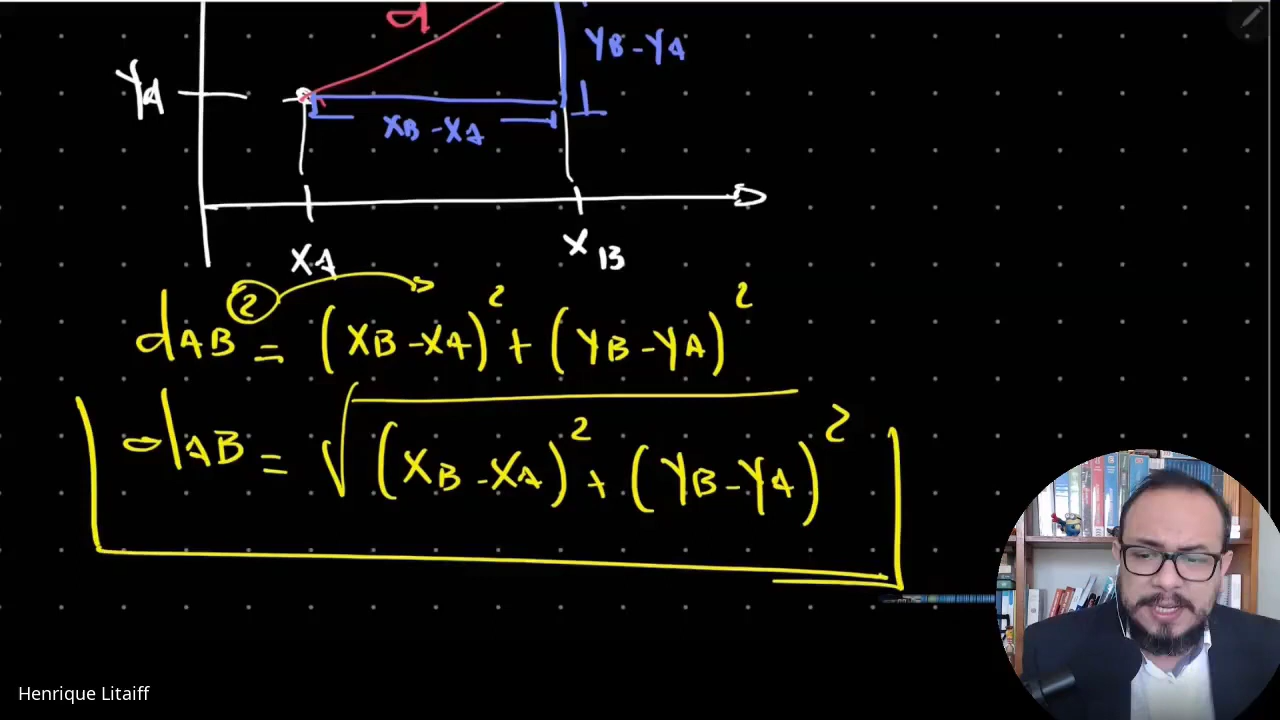 d
YB - YA
YA
XB - XA
XA
XB
dAB² = (XB - XA)² + (YB - YA)²
dAB = √(XB - XA)² + (YB - YA)²
Henrique Litaiff